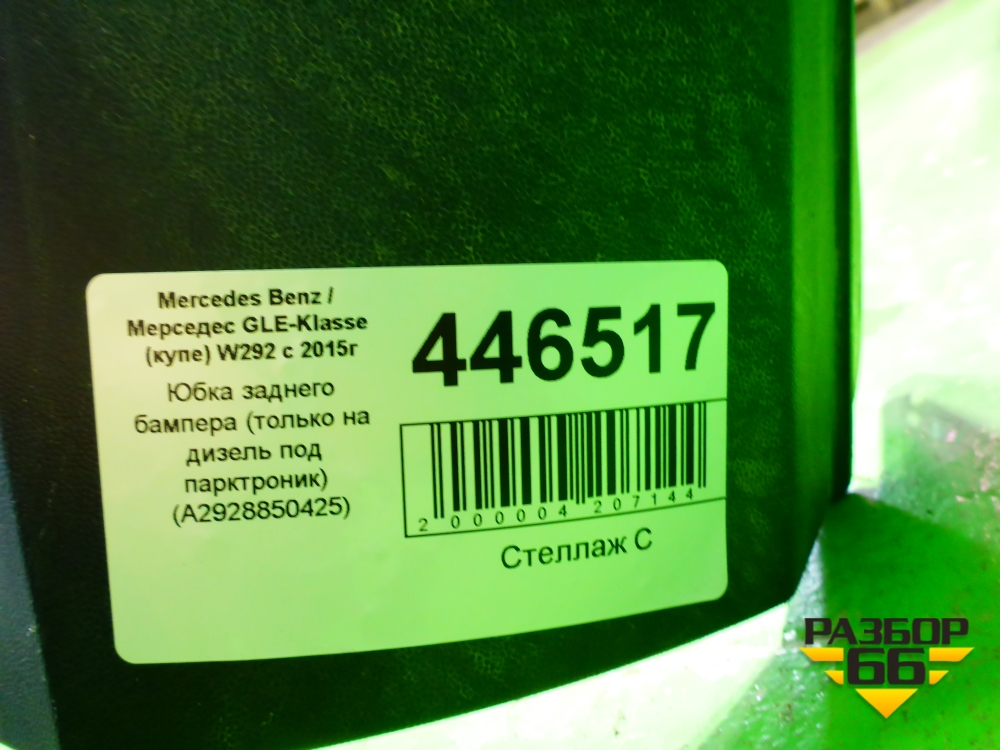 Mercedes Benz /
Мерседес GLE-Klasse
(купе) W292 с 2015г
Юбка заднего
бампера (только на
дизель под
парктроник)
(A2928850425)
446517
2 000004 207144
Стеллаж С
РАЗБОР
66